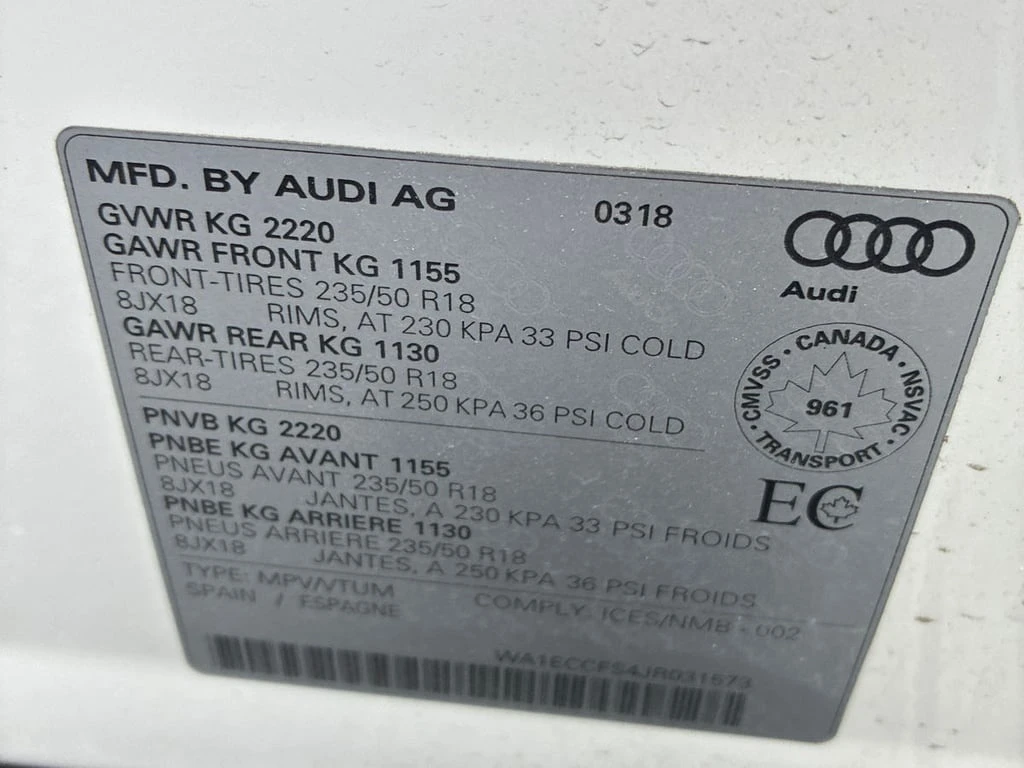 MFD. BY AUDI AG 0318
GVWR KG 2220
GAWR FRONT KG 1155
FRONT-TIRES 235/50 R18
8JX18 RIMS, AT 230 KPA 33 PSI COLD
GAWR REAR KG 1130
REAR-TIRES 235/50 R18
8JX18 RIMS, AT 250 KPA 36 PSI COLD
Audi
CMVSS · CANADA · NSVAC · TRANSPORT ·
961
PNVB KG 2220
PNBE KG AVANT 1155
PNEUS AVANT 235/50 R18
8JX18 JANTES, A 230 KPA 33 PSI FROIDS
PNBE KG ARRIERE 1130
PNEUS ARRIERE 235/50 R18
8JX18 JANTES, A 250 KPA 36 PSI FROIDS
EC
TYPE: MPV/VTUM COMPLY. ICES/NMB - 002
SPAIN / ESPAGNE
WA1ECCFS4JR031573